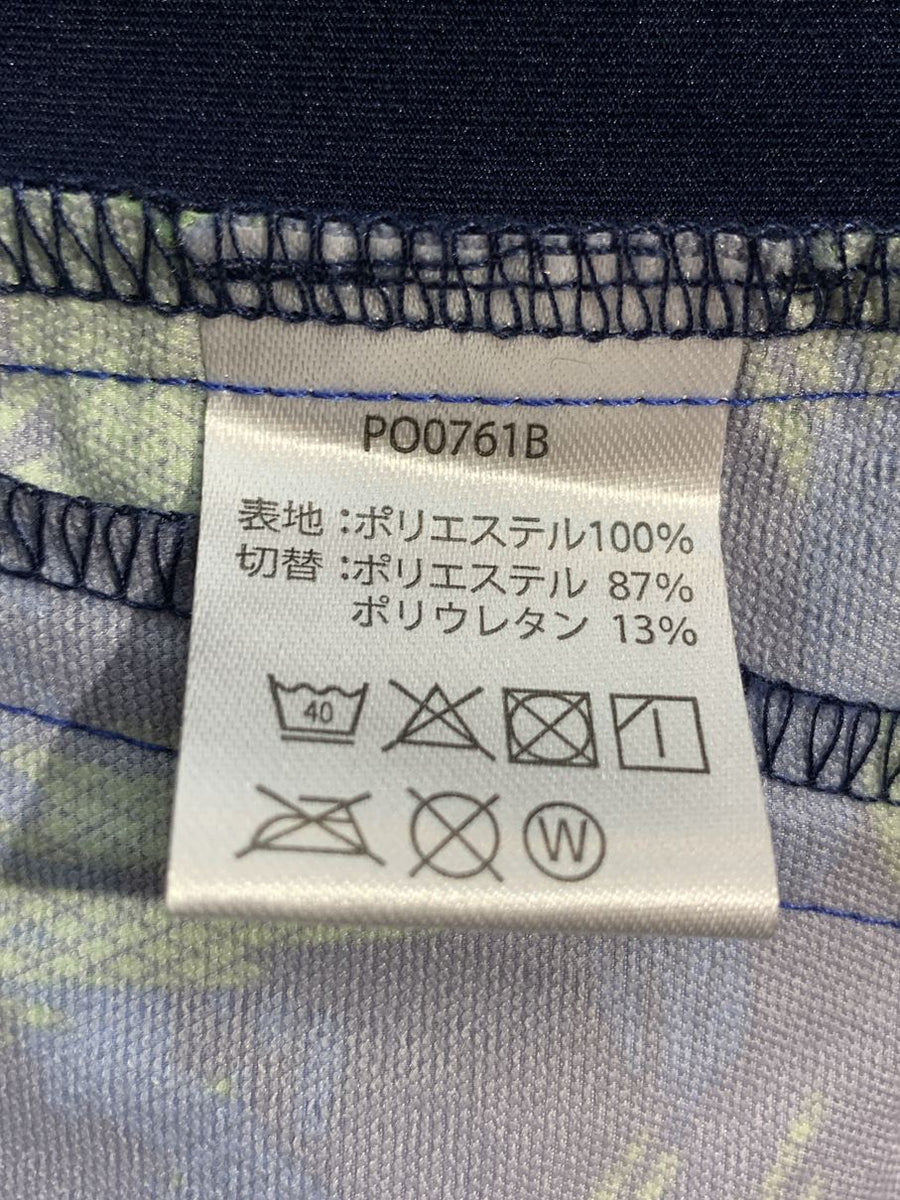 PO0761B
表地:ポリエステル100%
切替:ポリエステル 87%
ポリウレタン 13%
40
W